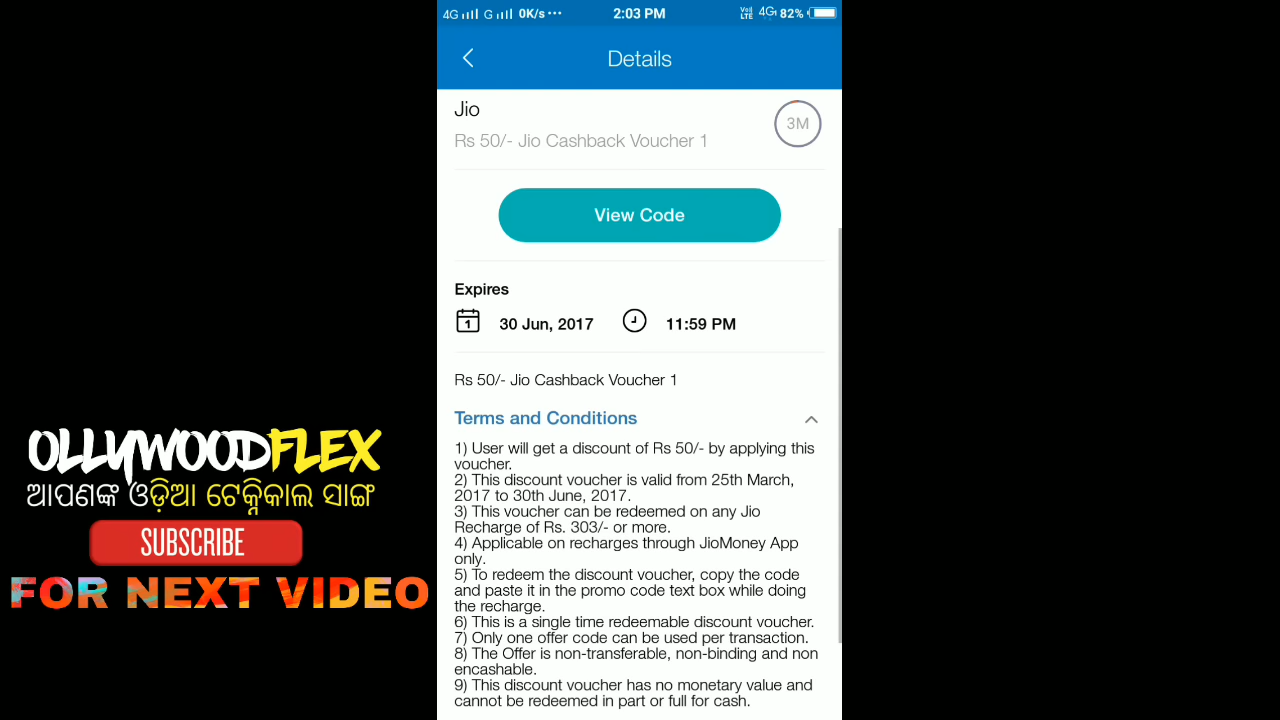 4G G 0K/s ··· 2:03 PM VoLTE 4G 82%
Details
Jio
3M
Rs 50/- Jio Cashback Voucher 1
View Code
Expires
1 30 Jun, 2017 11:59 PM
Rs 50/- Jio Cashback Voucher 1
Terms and Conditions
1) User will get a discount of Rs 50/- by applying this
voucher.
2) This discount voucher is valid from 25th March,
2017 to 30th June, 2017.
3) This voucher can be redeemed on any Jio
Recharge of Rs. 303/- or more.
4) Applicable on recharges through JioMoney App
only.
5) To redeem the discount voucher, copy the code
and paste it in the promo code text box while doing
the recharge.
6) This is a single time redeemable discount voucher.
7) Only one offer code can be used per transaction.
8) The Offer is non-transferable, non-binding and non
encashable.
9) This discount voucher has no monetary value and
cannot be redeemed in part or full for cash.
OLLYWOODFLEX
ଆପଣଙ୍କ ଓଡ଼ିଆ ଟେକ୍ନିକାଲ ସାଙ୍ଗ
SUBSCRIBE
FOR NEXT VIDEO